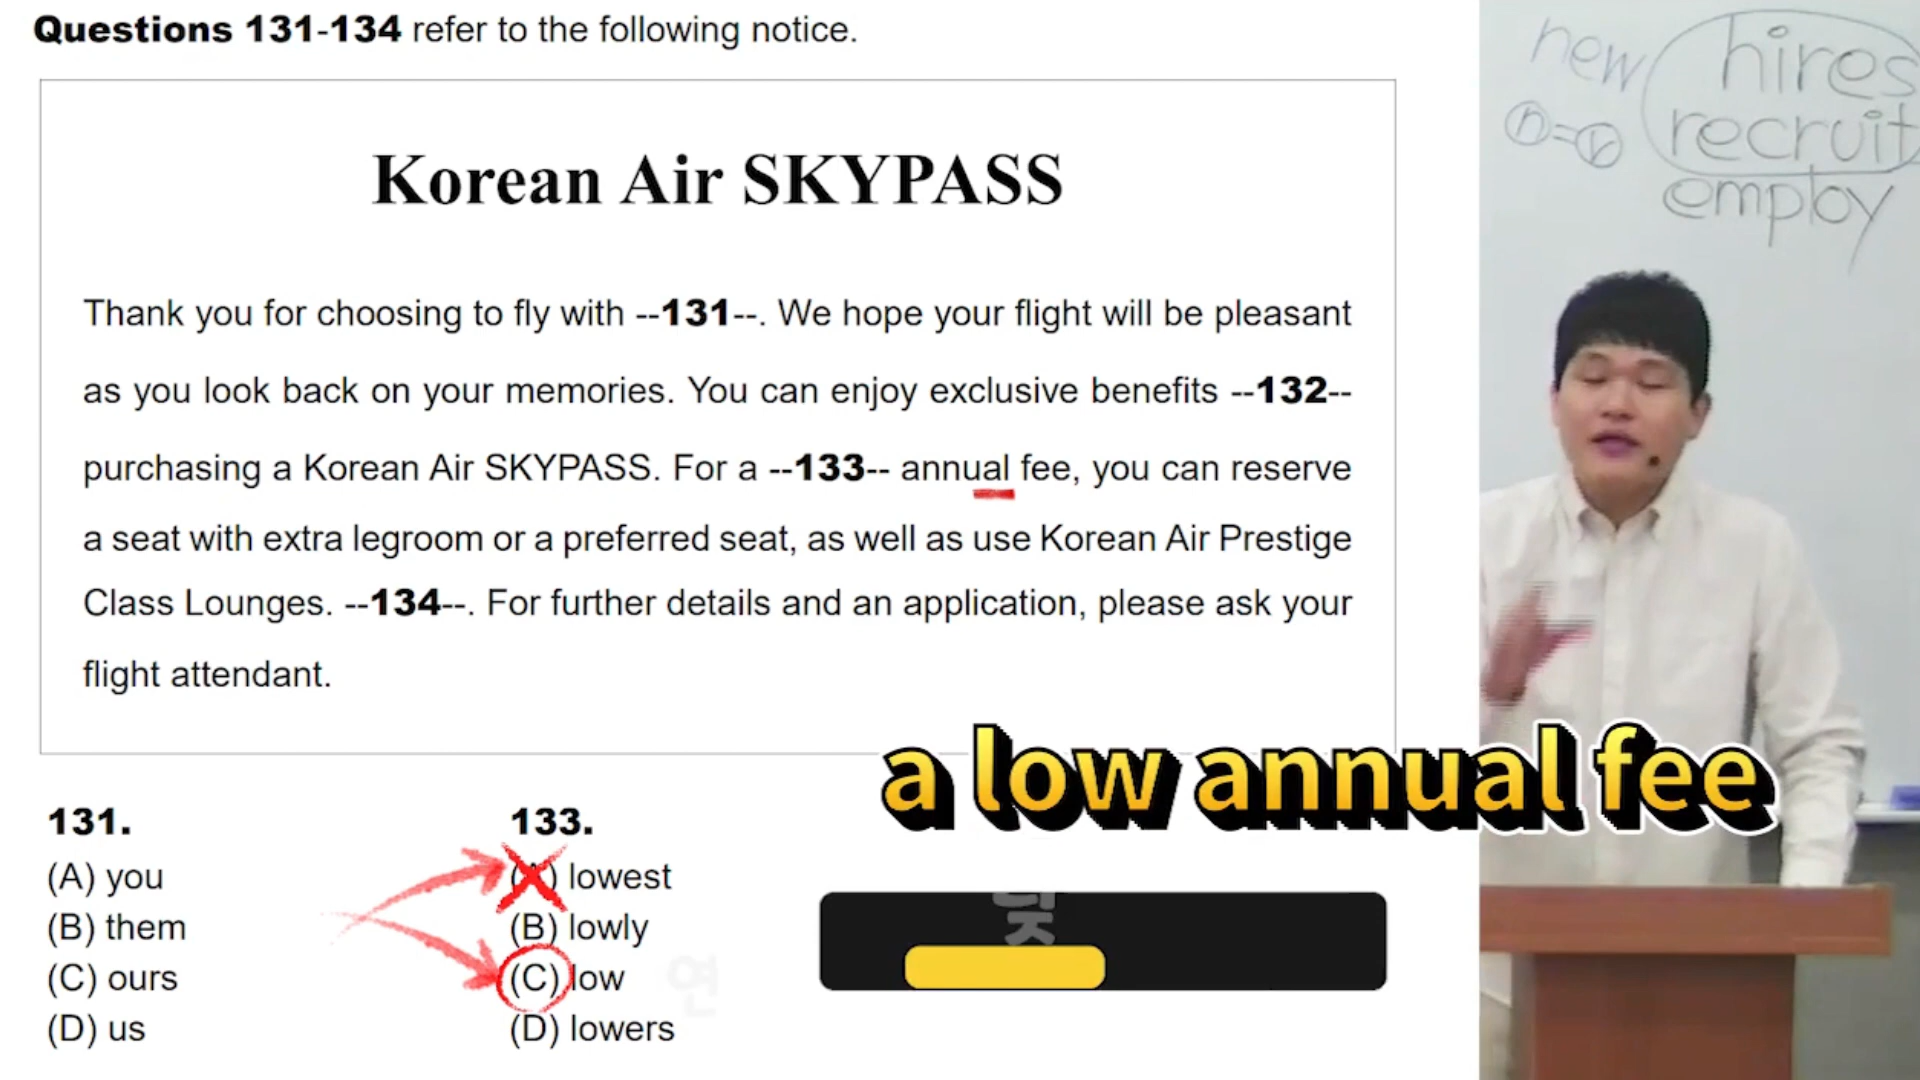 Questions 131-134 refer to the following notice.
Korean Air SKYPASS
Thank you for choosing to fly with --131--. We hope your flight will be pleasant
as you look back on your memories. You can enjoy exclusive benefits --132--
purchasing a Korean Air SKYPASS. For a --133-- annual fee, you can reserve
a seat with extra legroom or a preferred seat, as well as use Korean Air Prestige
Class Lounges. --134--. For further details and an application, please ask your
flight attendant.
131.
(A) you
(B) them
(C) ours
(D) us
133.
lowest
(B) lowly
(C) low
(D) lowers
연
a low annual fee
new hires
n=v recruit
employ